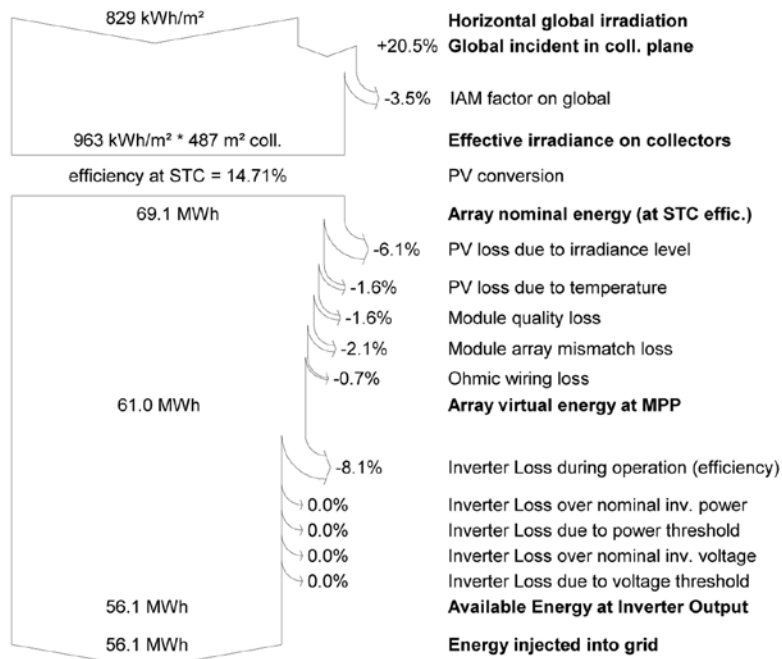 829 kWh/m² Horizontal global irradiation
+20.5% Global incident in coll. plane
-3.5% IAM factor on global
963 kWh/m² * 487 m² coll. Effective irradiance on collectors
efficiency at STC = 14.71% PV conversion
69.1 MWh Array nominal energy (at STC effic.)
-6.1% PV loss due to irradiance level
-1.6% PV loss due to temperature
-1.6% Module quality loss
-2.1% Module array mismatch loss
-0.7% Ohmic wiring loss
61.0 MWh Array virtual energy at MPP
-8.1% Inverter Loss during operation (efficiency)
0.0% Inverter Loss over nominal inv. power
0.0% Inverter Loss due to power threshold
0.0% Inverter Loss over nominal inv. voltage
0.0% Inverter Loss due to voltage threshold
56.1 MWh Available Energy at Inverter Output
56.1 MWh Energy injected into grid